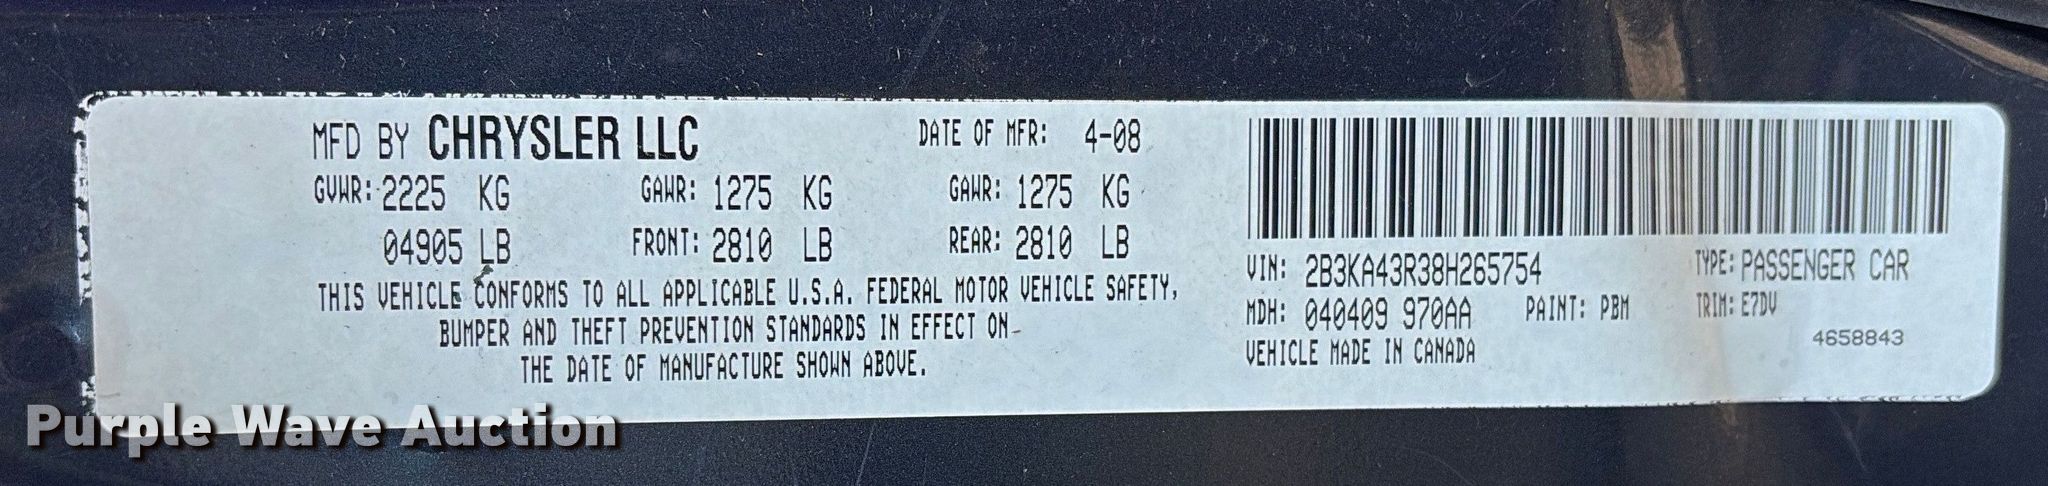 MFD BY CHRYSLER LLC DATE OF MFR: 4-08
GVWR: 2225 KG GAWR: 1275 KG GAWR: 1275 KG
04905 LB FRONT: 2810 LB REAR: 2810 LB
THIS VEHICLE CONFORMS TO ALL APPLICABLE U.S.A. FEDERAL MOTOR VEHICLE SAFETY,
BUMPER AND THEFT PREVENTION STANDARDS IN EFFECT ON
THE DATE OF MANUFACTURE SHOWN ABOVE.
VIN: 2B3KA43R38H265754 TYPE: PASSENGER CAR
MDH: 040409 970AA PAINT: PBM TRIM: E7DV
VEHICLE MADE IN CANADA 4658843
Purple Wave Auction